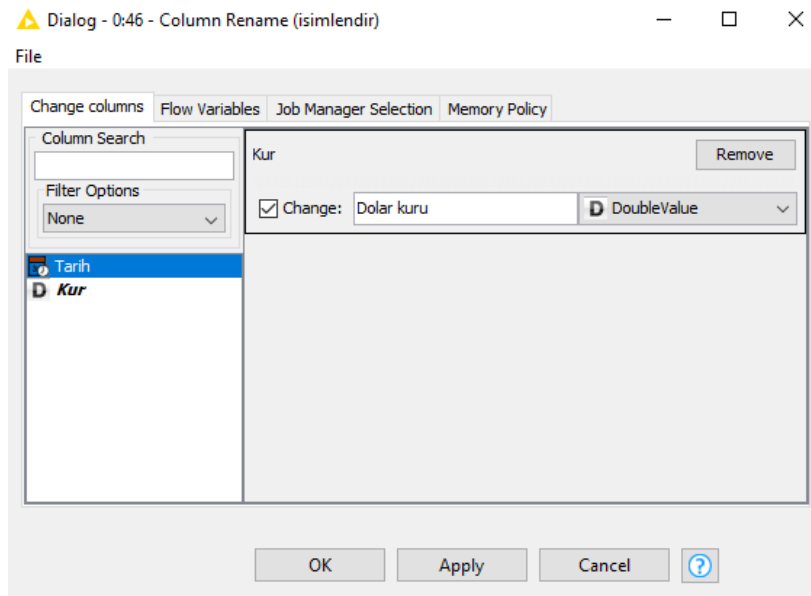 Dialog - 0:46 - Column Rename (isimlendir)
File
Change columns Flow Variables Job Manager Selection Memory Policy
Column Search
Filter Options
None
Tarih
D Kur
Kur
Remove
Change: Dolar kuru D DoubleValue
OK Apply Cancel ?